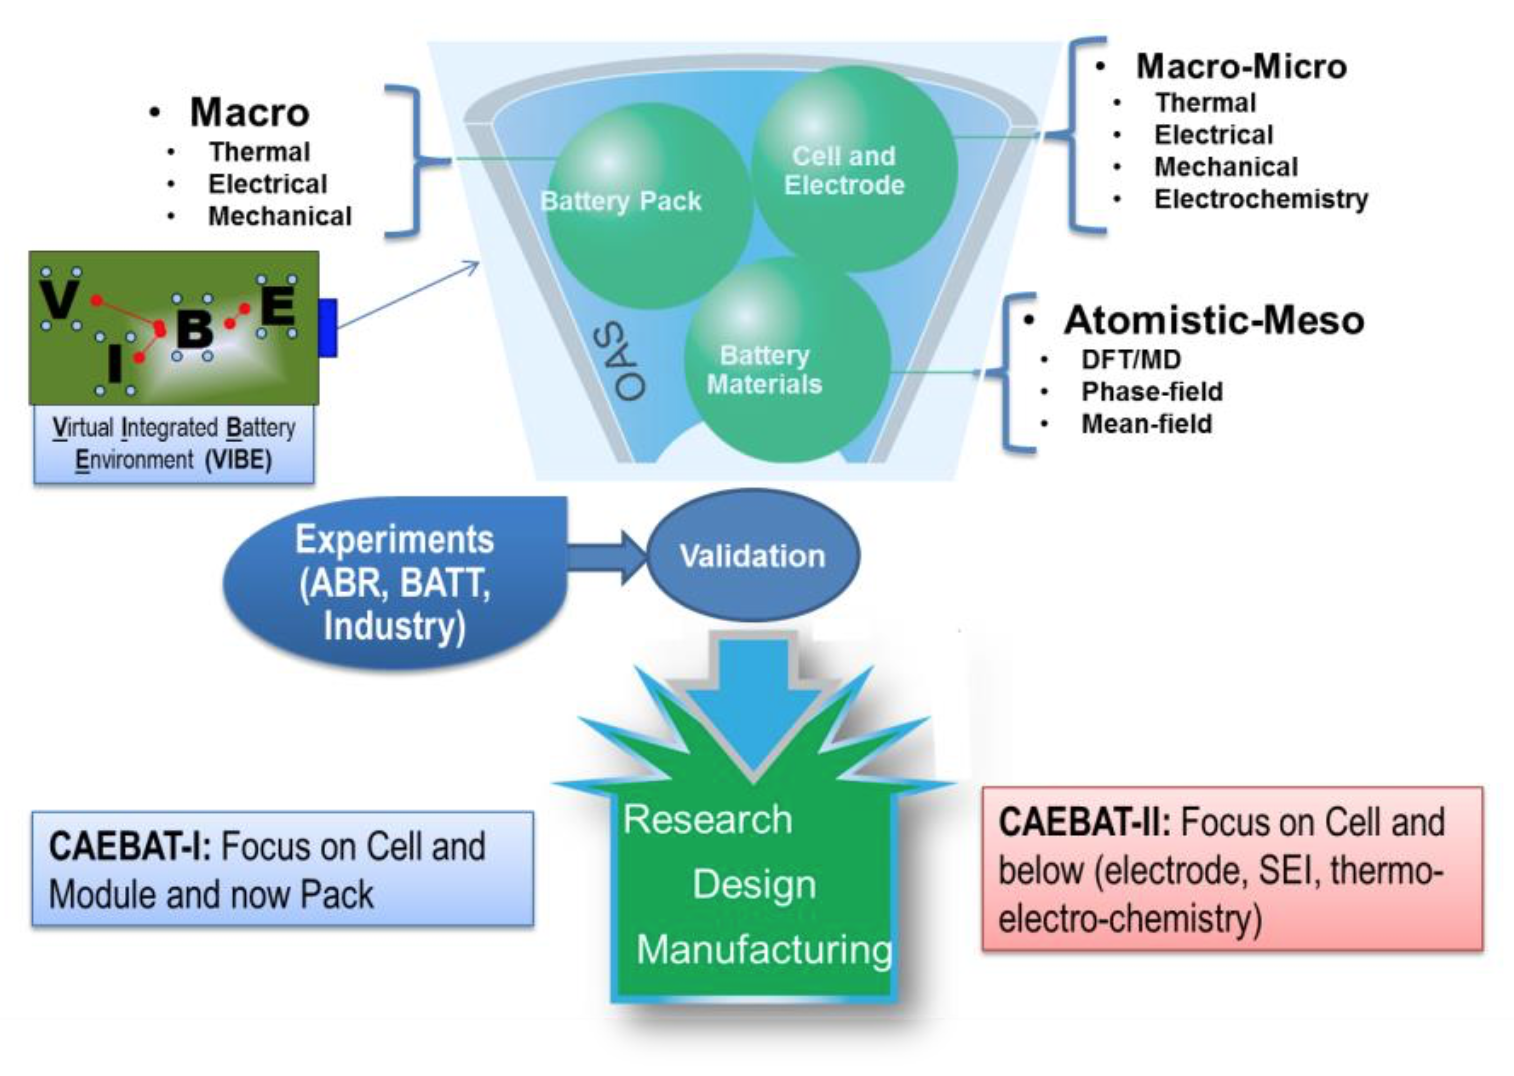 • Macro
• Thermal
• Electrical
• Mechanical
• Macro-Micro
• Thermal
• Electrical
• Mechanical
• Electrochemistry
Battery Pack
Cell and
Electrode
Battery
Materials
OAS
• Atomistic-Meso
• DFT/MD
• Phase-field
• Mean-field
V I B E
Virtual Integrated Battery
Environment (VIBE)
Experiments
(ABR, BATT,
Industry)
Validation
Research
Design
Manufacturing
CAEBAT-I: Focus on Cell and
Module and now Pack
CAEBAT-II: Focus on Cell and
below (electrode, SEI, thermo-
electro-chemistry)